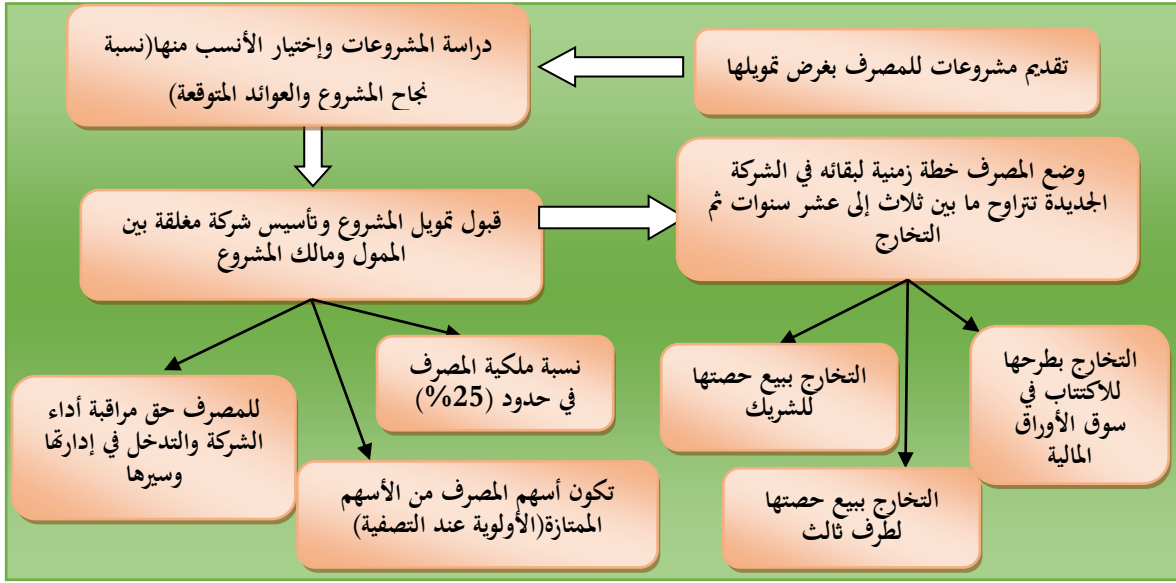 تقديم مشروعات للمصرف بغرض تمويلها
دراسة المشروعات وإختيار الأنسب منها(نسبة
نجاح المشروع والعوائد المتوقعة)
قبول تمويل المشروع وتأسيس شركة مغلقة بين
الممول ومالك المشروع
وضع المصرف خطة زمنية لبقائه في الشركة
الجديدة تتراوح ما بين ثلاث إلى عشر سنوات ثم
التخارج
نسبة ملكية المصرف
في حدود (25%)
تكون أسهم المصرف من الأسهم
الممتازة(الأولوية عند التصفية)
للمصرف حق مراقبة أداء
الشركة والتدخل في إدارتها
وسيرها
التخارج بطرحها
للاكتتاب في
سوق الأوراق
المالية
التخارج ببيع حصتها
لطرف ثالث
التخارج ببيع حصتها
للشريك